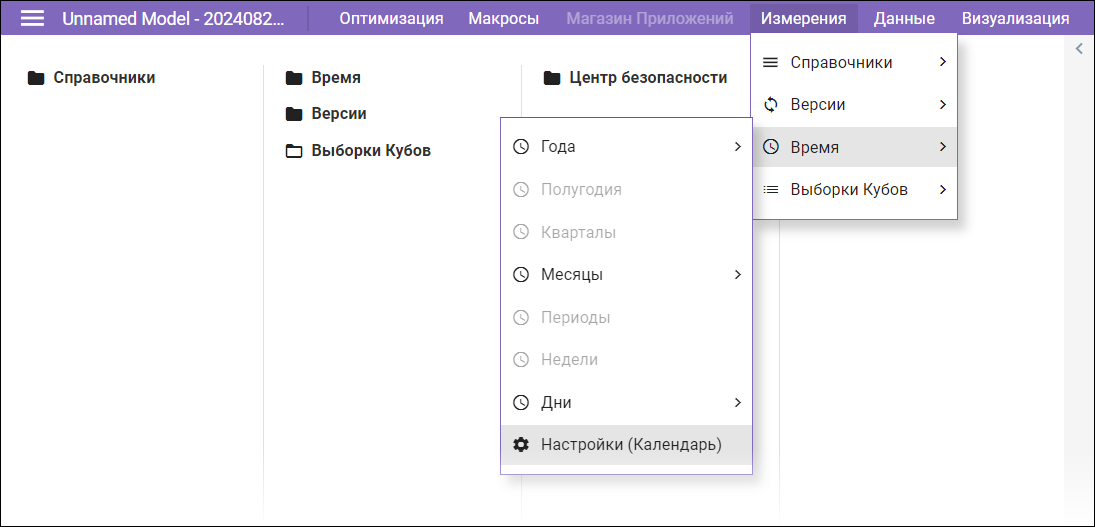 Unnamed Model - 2024082...
Оптимизация
Макросы
Магазин Приложений
Измерения
Данные
Визуализация
Справочники
Время
Версии
Выборки Кубов
Центр безопасности
Справочники
Версии
Время
Выборки Кубов
Года
Полугодия
Кварталы
Месяцы
Периоды
Недели
Дни
Настройки (Календарь)